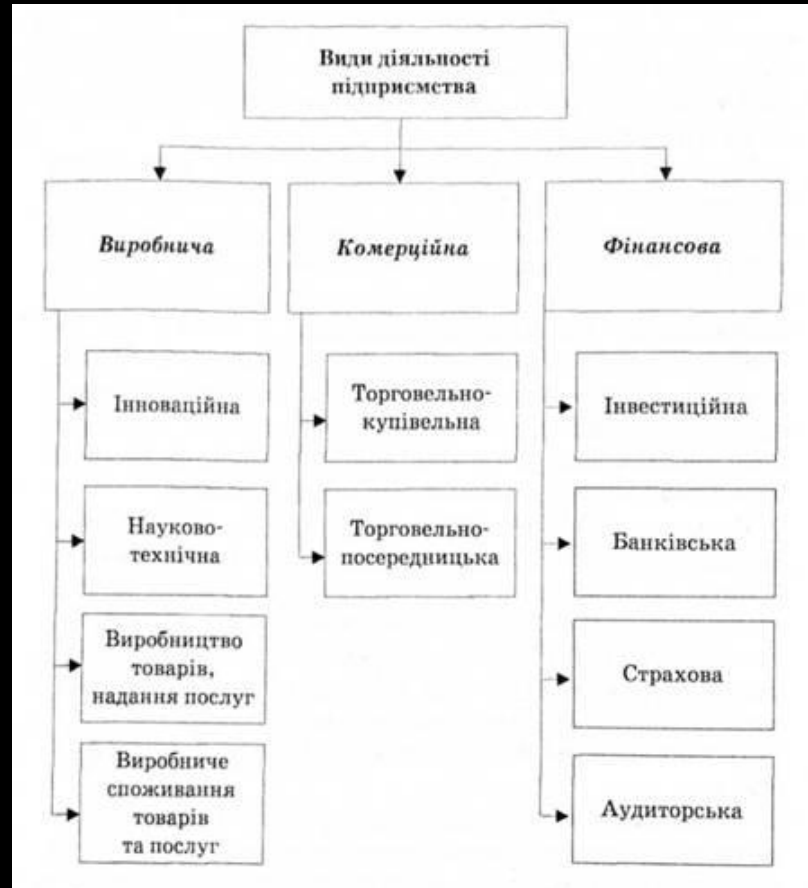 Види діяльності
підприємства
Виробнича
Комерційна
Фінансова
Інноваційна
Науково-
технічна
Виробництво
товарів,
надання послуг
Виробниче
споживання
товарів
та послуг
Торговельно-
купівельна
Торговельно-
посередницька
Інвестиційна
Банківська
Страхова
Аудиторська